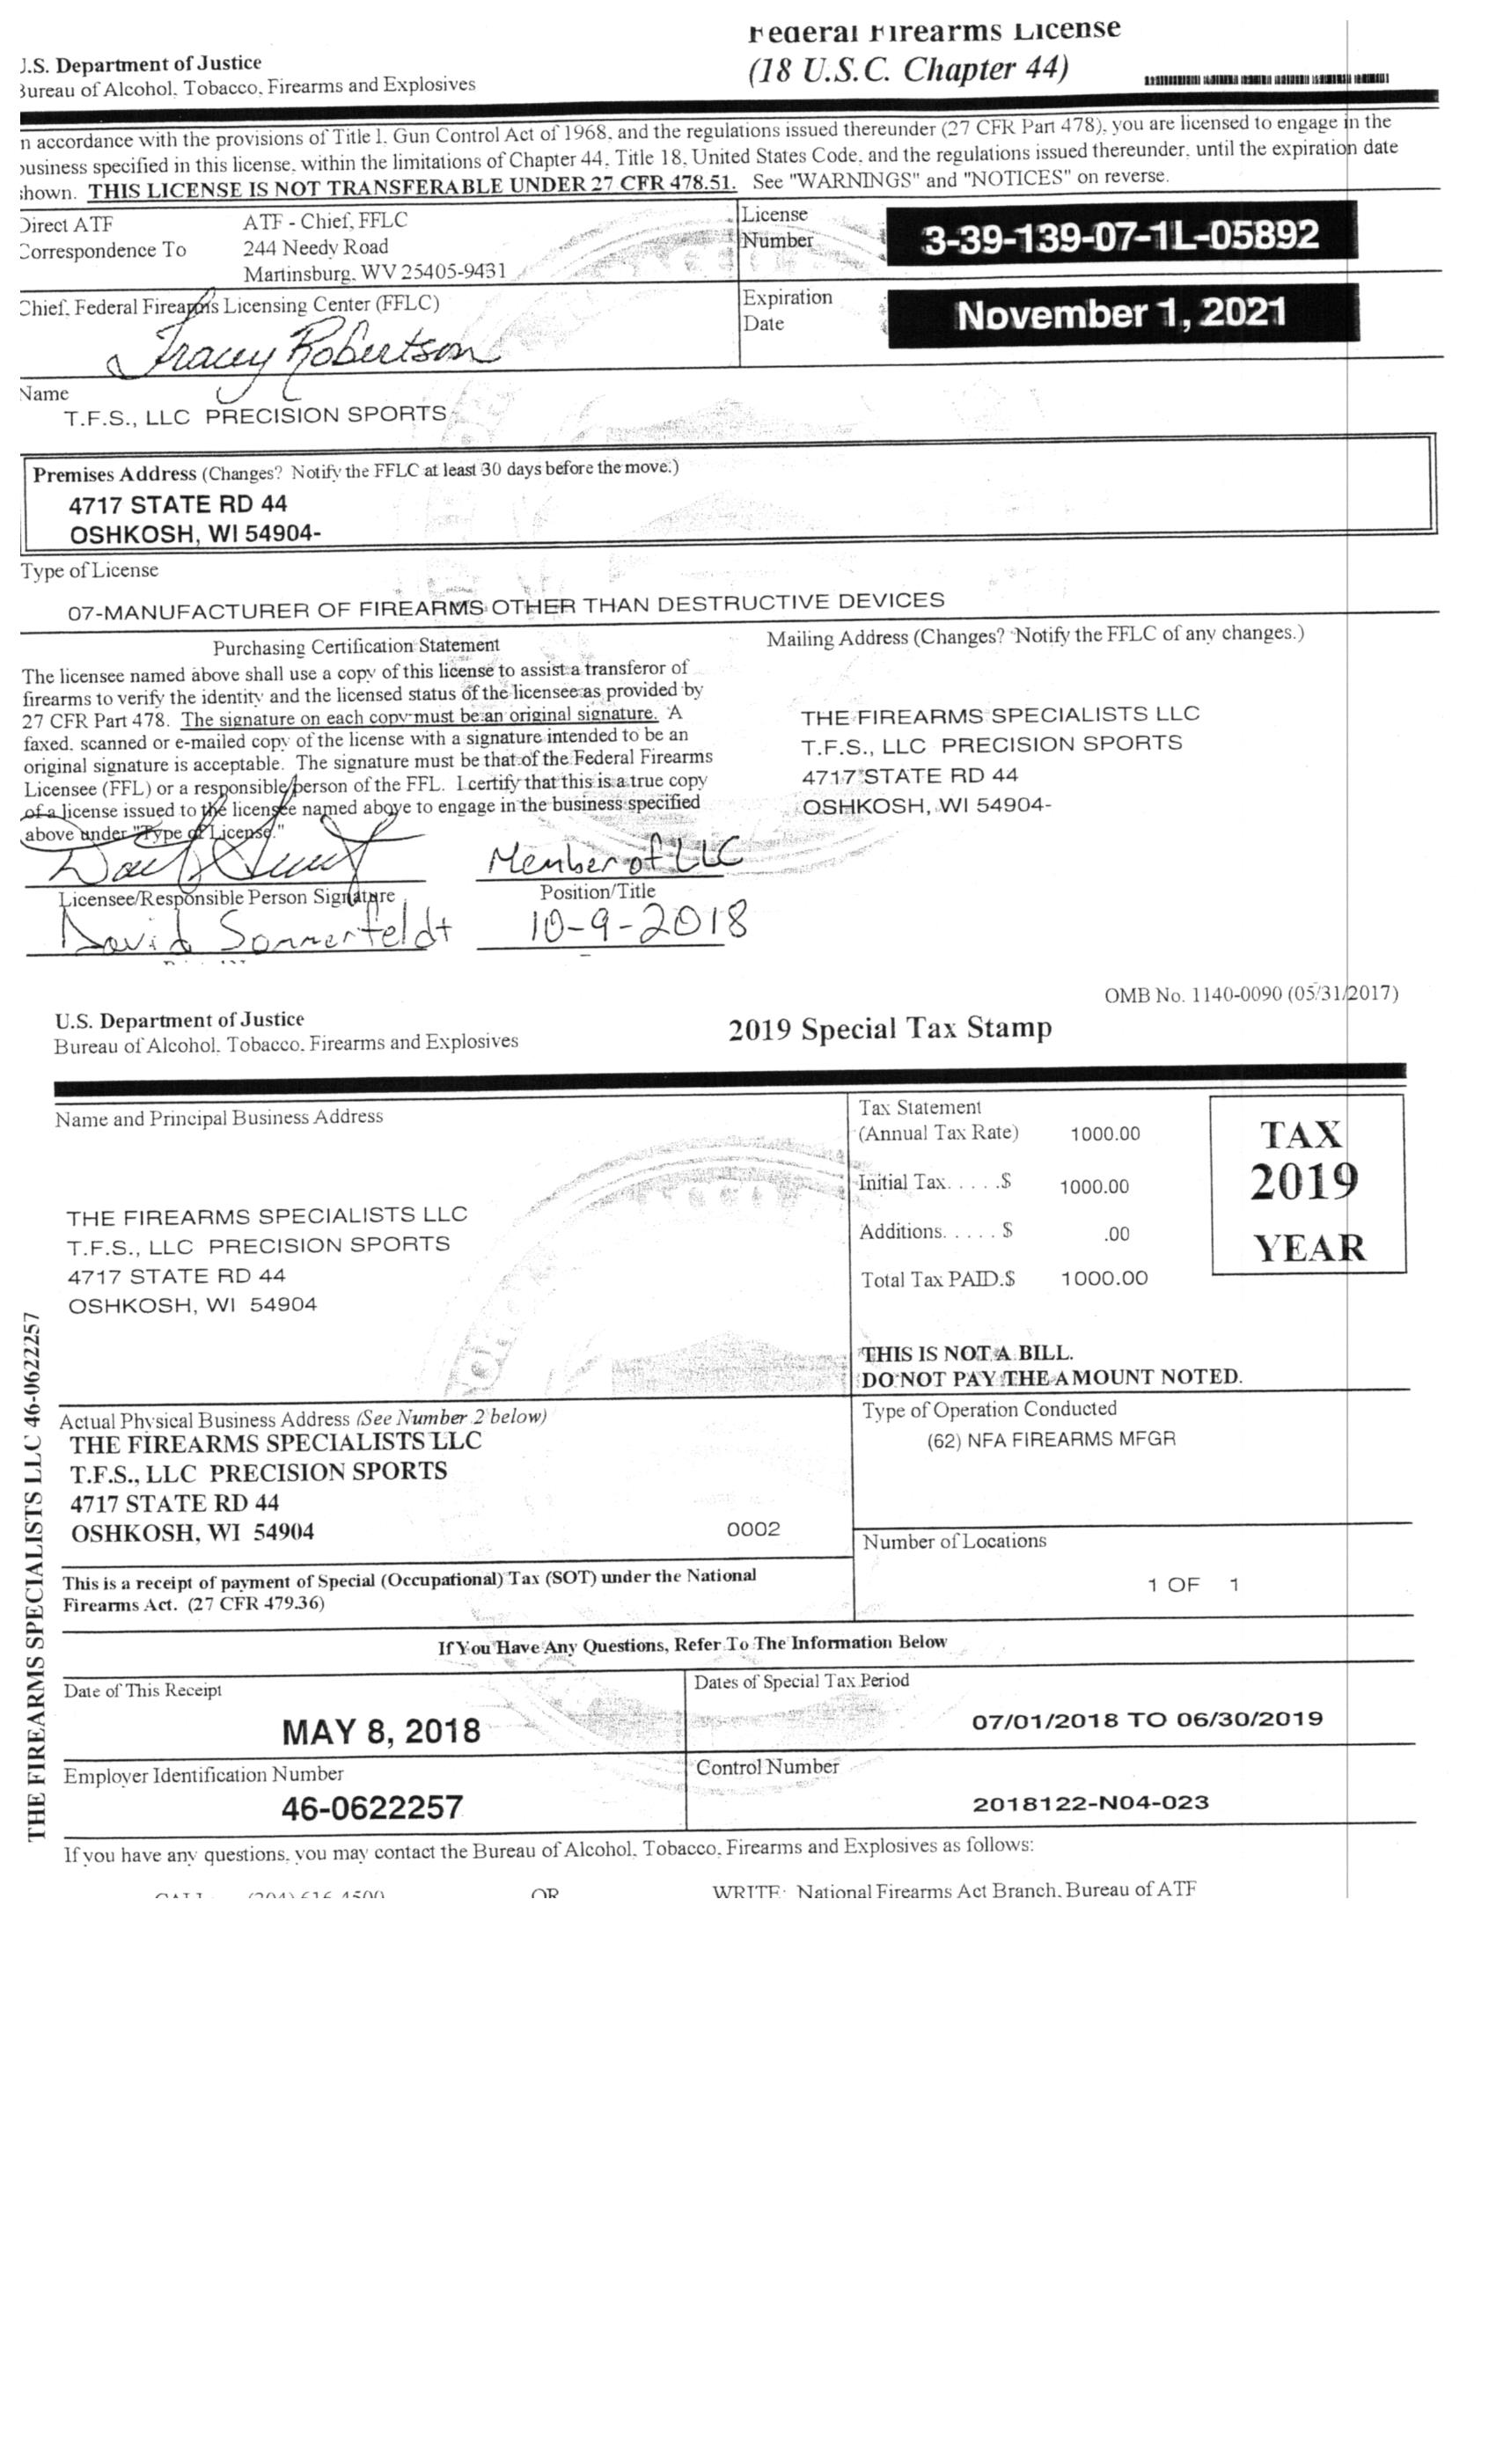 Federal Firearms License
(18 U.S.C. Chapter 44)
J.S. Department of Justice
Bureau of Alcohol, Tobacco, Firearms and Explosives
n accordance with the provisions of Title I, Gun Control Act of 1968, and the regulations issued thereunder (27 CFR Part 478), you are licensed to engage in the
business specified in this license, within the limitations of Chapter 44, Title 18, United States Code, and the regulations issued thereunder, until the expiration date
shown. THIS LICENSE IS NOT TRANSFERABLE UNDER 27 CFR 478.51. See "WARNINGS" and "NOTICES" on reverse.
Direct ATF
Correspondence To
ATF - Chief, FFLC
244 Needy Road
Martinsburg, WV 25405-9431
License
Number
3-39-139-07-1L-05892
Chief, Federal Firearms Licensing Center (FFLC)
Tracey Robertson
Expiration
Date
November 1, 2021
Name
T.F.S., LLC PRECISION SPORTS
Premises Address (Changes? Notify the FFLC at least 30 days before the move.)
4717 STATE RD 44
OSHKOSH, WI 54904-
Type of License
07-MANUFACTURER OF FIREARMS OTHER THAN DESTRUCTIVE DEVICES
Purchasing Certification Statement
The licensee named above shall use a copy of this license to assist a transferor of
firearms to verify the identity and the licensed status of the licensee as provided by
27 CFR Part 478. The signature on each copy must be an original signature. A
faxed, scanned or e-mailed copy of the license with a signature intended to be an
original signature is acceptable. The signature must be that of the Federal Firearms
Licensee (FFL) or a responsible person of the FFL. I certify that this is a true copy
of a license issued to the licensee named above to engage in the business specified
above under "Type of License."
Mailing Address (Changes? Notify the FFLC of any changes.)
THE FIREARMS SPECIALISTS LLC
T.F.S., LLC PRECISION SPORTS
4717 STATE RD 44
OSHKOSH, WI 54904-
Member of LLC
Licensee/Responsible Person Signature
Position/Title
David Sommerfeldt
10-9-2018
OMB No. 1140-0090 (05/31/2017)
U.S. Department of Justice
Bureau of Alcohol, Tobacco, Firearms and Explosives
2019 Special Tax Stamp
Name and Principal Business Address
THE FIREARMS SPECIALISTS LLC
T.F.S., LLC PRECISION SPORTS
4717 STATE RD 44
OSHKOSH, WI 54904
Tax Statement
(Annual Tax Rate) 1000.00
Initial Tax. . . . .$ 1000.00
Additions. . . . . $ .00
Total Tax PAID.$ 1000.00
TAX
2019
YEAR
THIS IS NOT A BILL.
DO NOT PAY THE AMOUNT NOTED.
Actual Physical Business Address (See Number 2 below)
THE FIREARMS SPECIALISTS LLC
T.F.S., LLC PRECISION SPORTS
4717 STATE RD 44
OSHKOSH, WI 54904 0002
Type of Operation Conducted
(62) NFA FIREARMS MFGR
Number of Locations
1 OF 1
This is a receipt of payment of Special (Occupational) Tax (SOT) under the National
Firearms Act. (27 CFR 479.36)
If You Have Any Questions, Refer To The Information Below
Date of This Receipt
MAY 8, 2018
Dates of Special Tax Period
07/01/2018 TO 06/30/2019
Employer Identification Number
46-0622257
Control Number
2018122-N04-023
If you have any questions, you may contact the Bureau of Alcohol, Tobacco, Firearms and Explosives as follows:
CALL: (304) 616-4500 OR WRITE: National Firearms Act Branch, Bureau of ATF
THE FIREARMS SPECIALISTS LLC 46-0622257